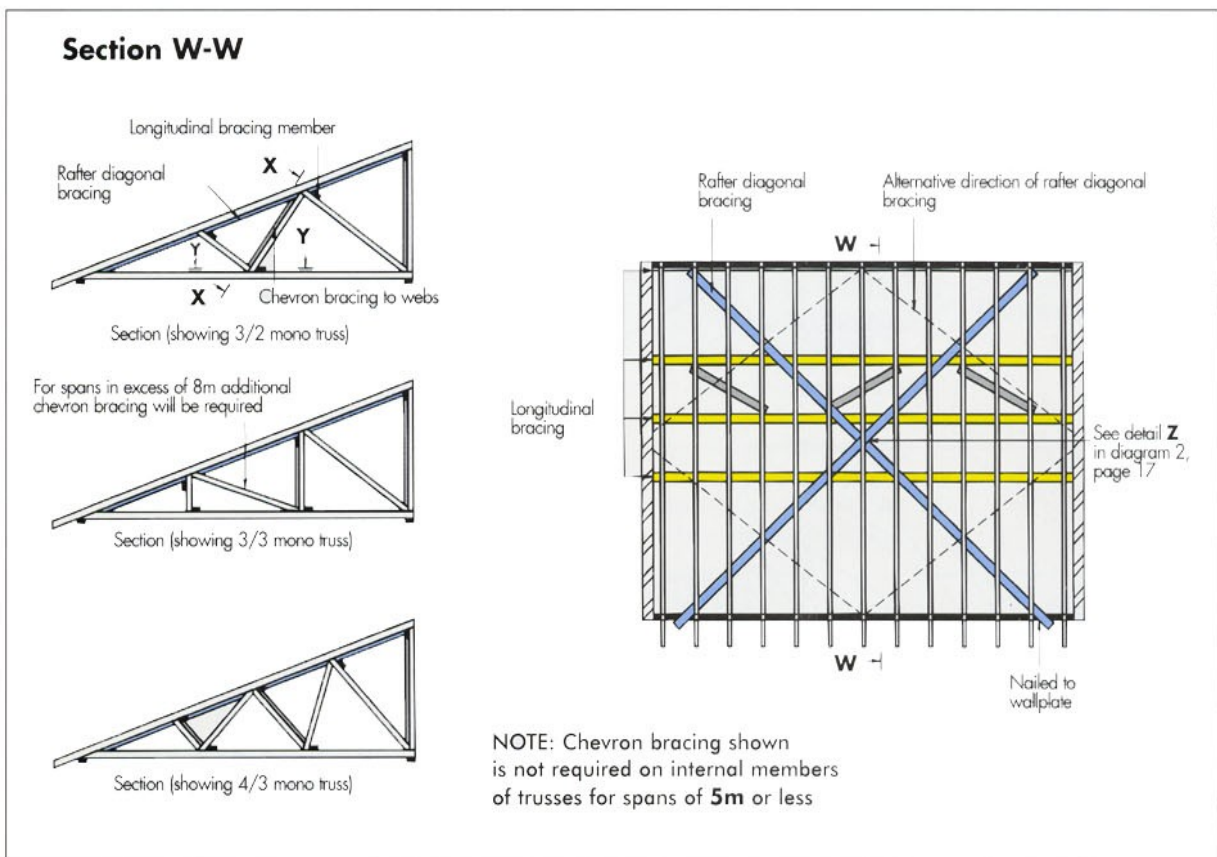 Section W-W
Longitudinal bracing member
X
Rafter diagonal
bracing
Y
Y
X
Chevron bracing to webs
Section (showing 3/2 mono truss)
For spans in excess of 8m additional
chevron bracing will be required
Section (showing 3/3 mono truss)
Section (showing 4/3 mono truss)
Rafter diagonal
bracing
Alternative direction of rafter diagonal
bracing
W
Longitudinal
bracing
See detail Z
in diagram 2,
page 17
W
Nailed to
wallplate
NOTE: Chevron bracing shown
is not required on internal members
of trusses for spans of 5m or less